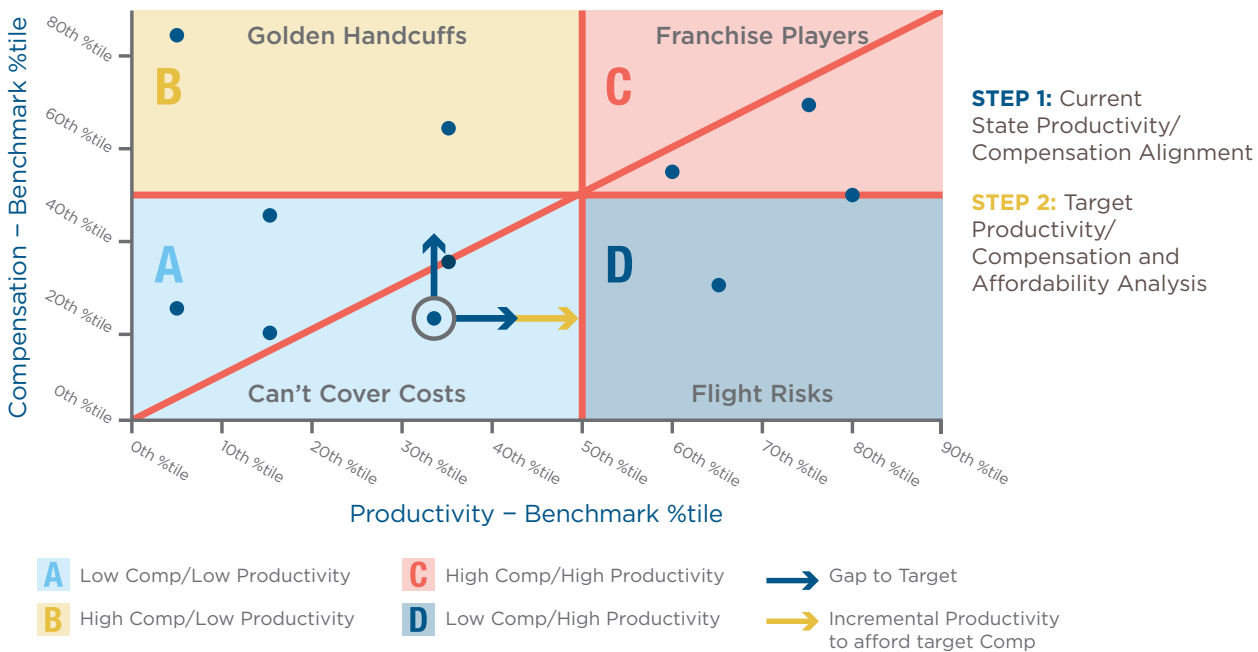 Compensation – Benchmark %tile
80th %tile
60th %tile
40th %tile
20th %tile
0th %tile
Golden Handcuffs
Franchise Players
B
C
A
D
Can't Cover Costs
Flight Risks
0th %tile
10th %tile
20th %tile
30th %tile
40th %tile
50th %tile
60th %tile
70th %tile
80th %tile
90th %tile
Productivity – Benchmark %tile
STEP 1: Current
State Productivity/
Compensation Alignment
STEP 2: Target
Productivity/
Compensation and
Affordability Analysis
A Low Comp/Low Productivity
B High Comp/Low Productivity
C High Comp/High Productivity
D Low Comp/High Productivity
Gap to Target
Incremental Productivity
to afford target Comp